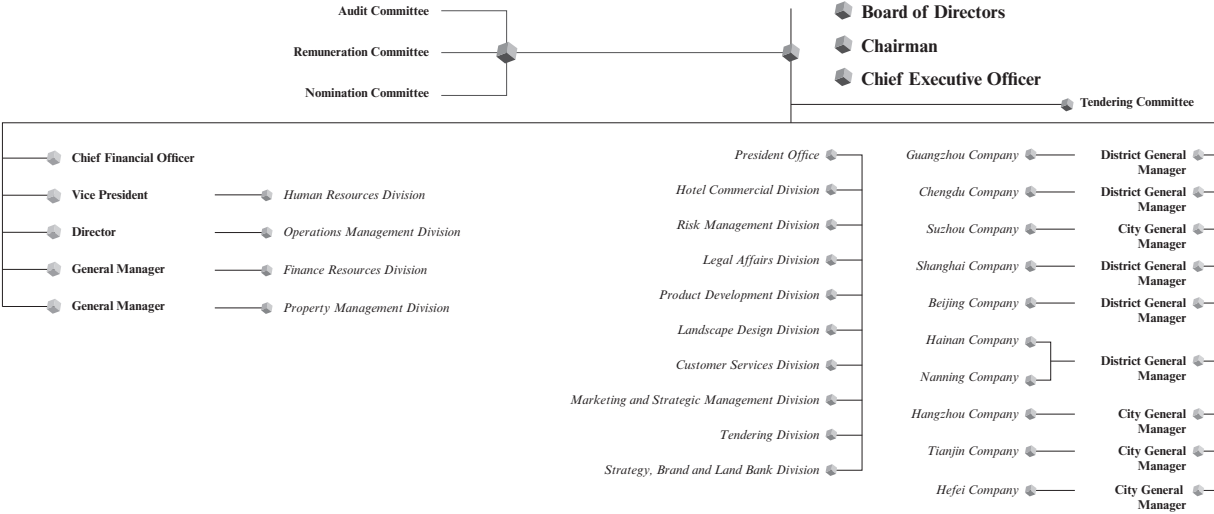 Audit Committee
Remuneration Committee
Nomination Committee
Board of Directors
Chairman
Chief Executive Officer
Tendering Committee
Chief Financial Officer
Vice President
Human Resources Division
Director
Operations Management Division
General Manager
Finance Resources Division
General Manager
Property Management Division
President Office
Hotel Commercial Division
Risk Management Division
Legal Affairs Division
Product Development Division
Landscape Design Division
Customer Services Division
Marketing and Strategic Management Division
Tendering Division
Strategy, Brand and Land Bank Division
Guangzhou Company
District General
Manager
Chengdu Company
District General
Manager
Suzhou Company
City General
Manager
Shanghai Company
District General
Manager
Beijing Company
District General
Manager
Hainan Company
Nanning Company
District General
Manager
Hangzhou Company
City General
Manager
Tianjin Company
City General
Manager
Hefei Company
City General
Manager